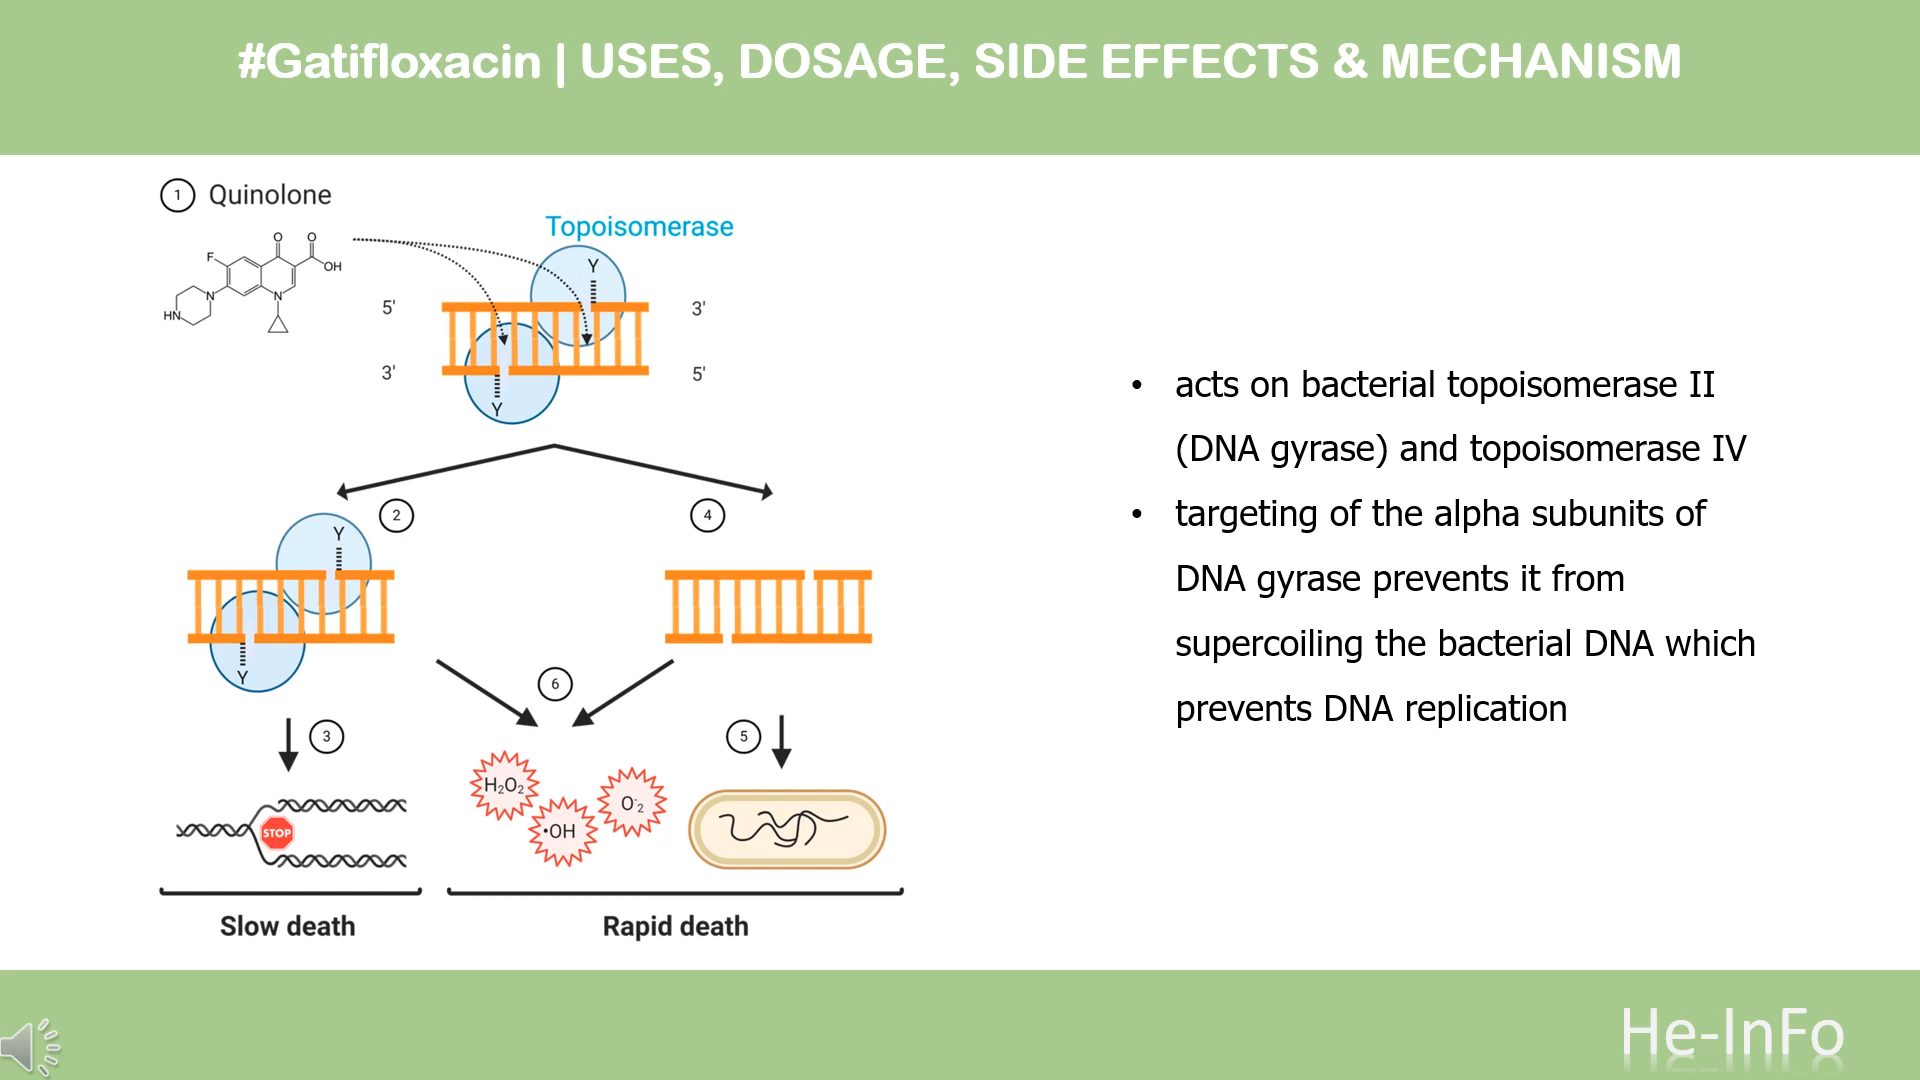 #Gatifloxacin | USES, DOSAGE, SIDE EFFECTS & MECHANISM
1 Quinolone
Topoisomerase
O O
F
OH
N
N
HN
Y
5' 3'
3' 5'
Y
2 4
Y
Y
6
3 5
H₂O₂
O⁻₂
•OH
STOP
Slow death Rapid death
• acts on bacterial topoisomerase II
(DNA gyrase) and topoisomerase IV
• targeting of the alpha subunits of
DNA gyrase prevents it from
supercoiling the bacterial DNA which
prevents DNA replication
He-InFo